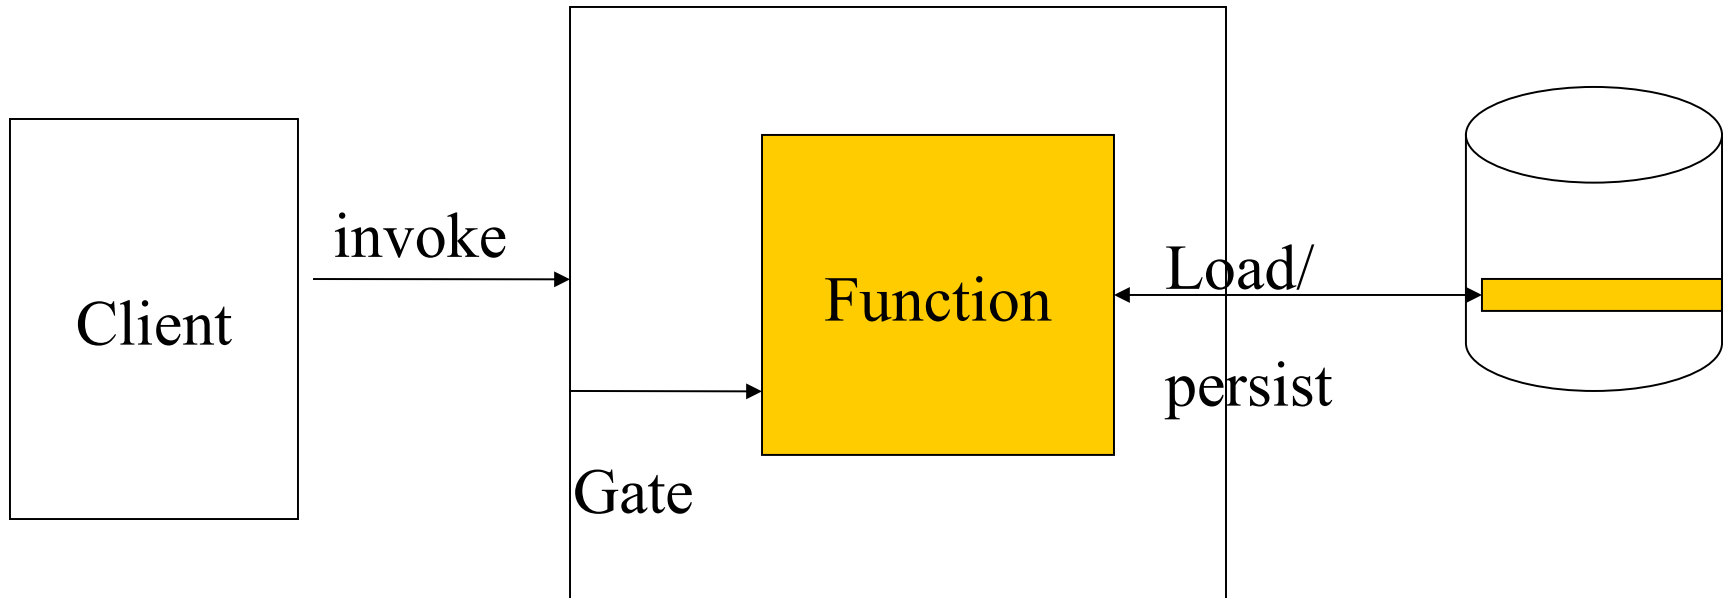 Client
invoke
Gate
Function
Load/
persist